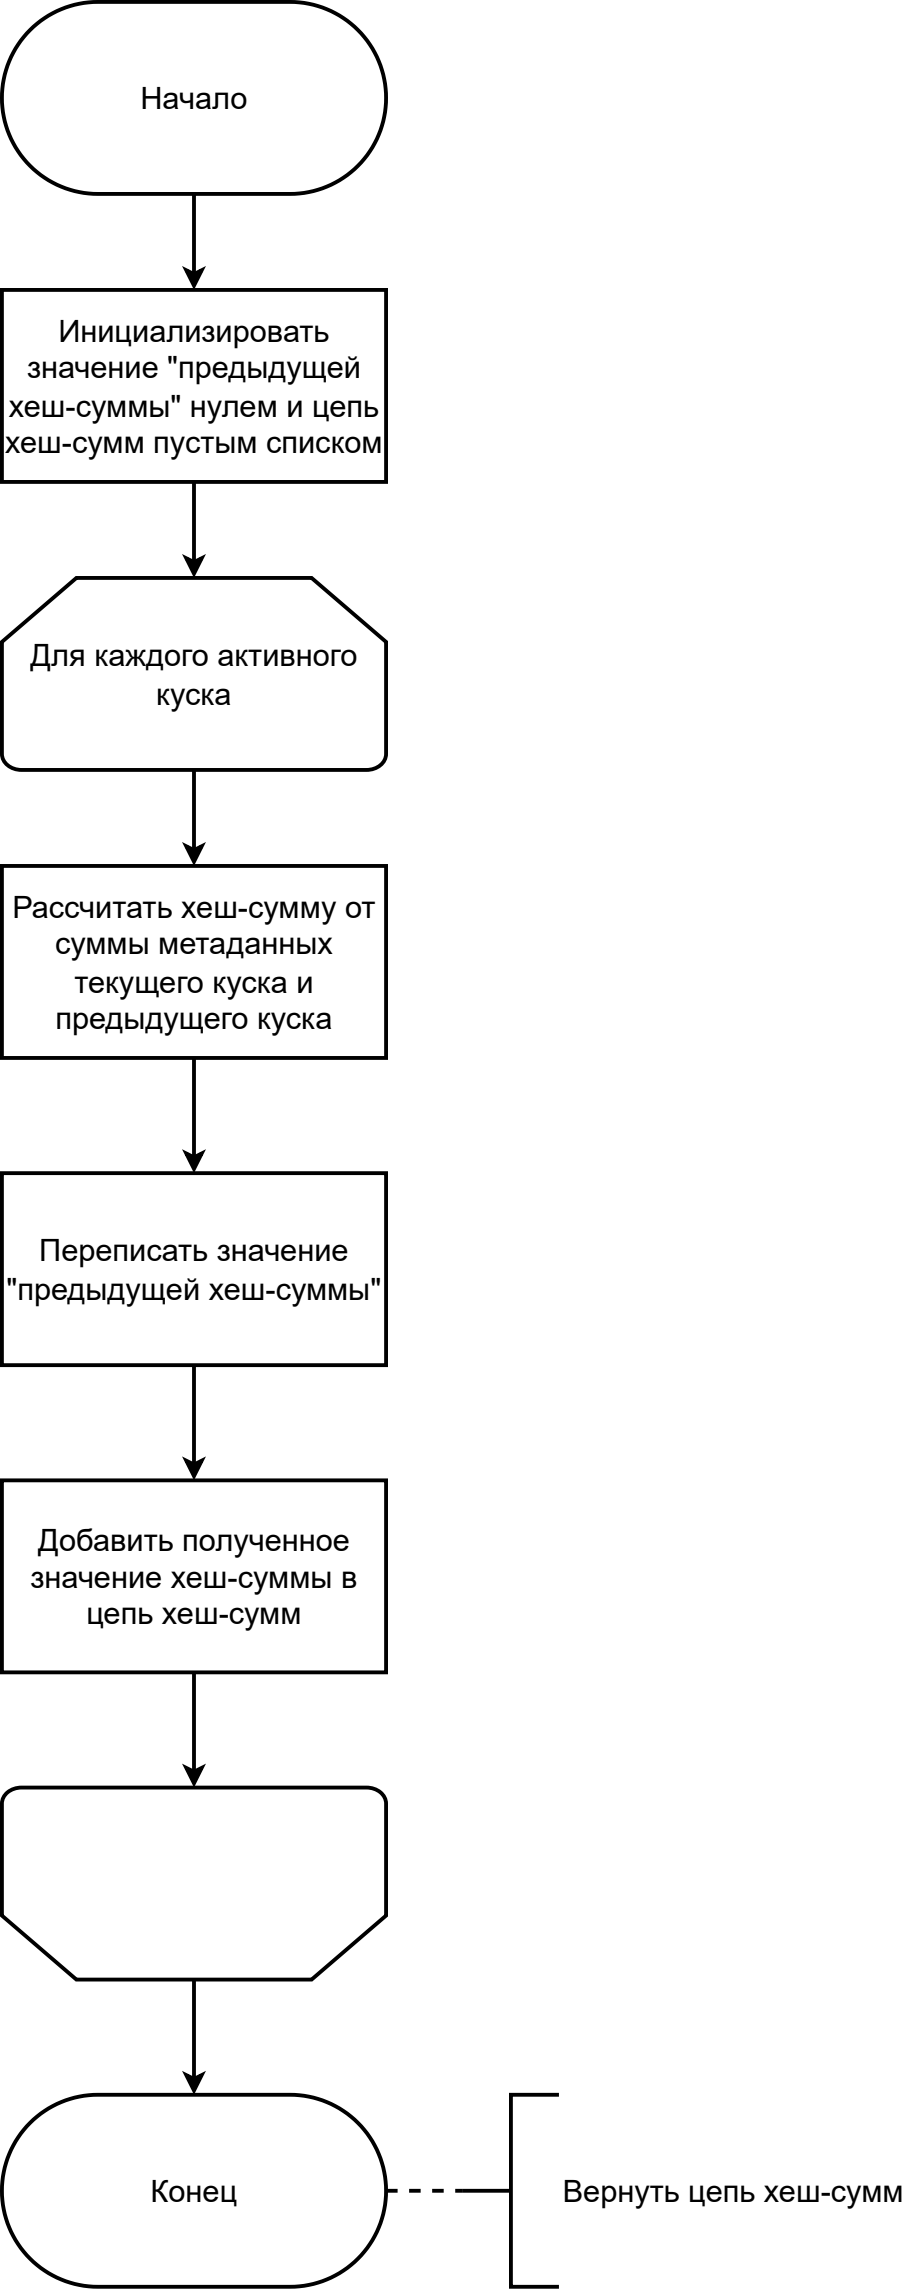 Начало
Инициализировать
значение "предыдущей
хеш-суммы" нулем и цепь
хеш-сумм пустым списком
Для каждого активного
куска
Рассчитать хеш-сумму от
суммы метаданных
текущего куска и
предыдущего куска
Переписать значение
"предыдущей хеш-суммы"
Добавить полученное
значение хеш-суммы в
цепь хеш-сумм
Конец
Вернуть цепь хеш-сумм